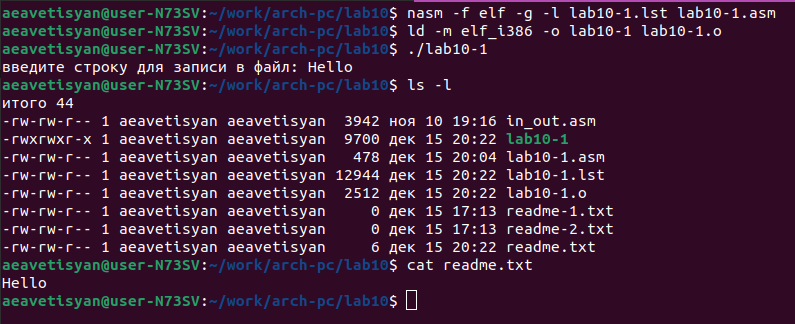 aeavetisyan@user-N73SV:~/work/arch-pc/lab10$ nasm -f elf -g -l lab10-1.lst lab10-1.asm
aeavetisyan@user-N73SV:~/work/arch-pc/lab10$ ld -m elf_i386 -o lab10-1 lab10-1.o
aeavetisyan@user-N73SV:~/work/arch-pc/lab10$ ./lab10-1
введите строку для записи в файл: Hello
aeavetisyan@user-N73SV:~/work/arch-pc/lab10$ ls -l
итого 44
-rw-rw-r-- 1 aeavetisyan aeavetisyan  3942 ноя 10 19:16 in_out.asm
-rwxrwxr-x 1 aeavetisyan aeavetisyan  9700 дек 15 20:22 lab10-1
-rw-rw-r-- 1 aeavetisyan aeavetisyan   478 дек 15 20:04 lab10-1.asm
-rw-rw-r-- 1 aeavetisyan aeavetisyan 12944 дек 15 20:22 lab10-1.lst
-rw-rw-r-- 1 aeavetisyan aeavetisyan  2512 дек 15 20:22 lab10-1.o
-rw-rw-r-- 1 aeavetisyan aeavetisyan     0 дек 15 17:13 readme-1.txt
-rw-rw-r-- 1 aeavetisyan aeavetisyan     0 дек 15 17:13 readme-2.txt
-rw-rw-r-- 1 aeavetisyan aeavetisyan     6 дек 15 20:22 readme.txt
aeavetisyan@user-N73SV:~/work/arch-pc/lab10$ cat readme.txt
Hello
aeavetisyan@user-N73SV:~/work/arch-pc/lab10$